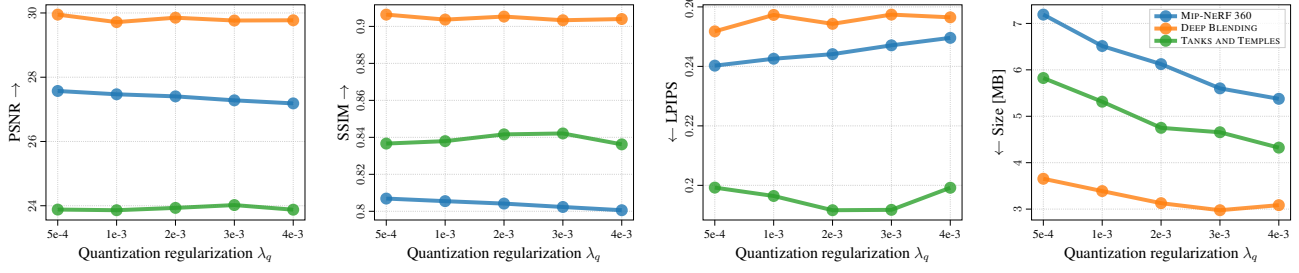 PSNR →
30
28
26
24
5e-4 1e-3 2e-3 3e-3 4e-3
Quantization regularization λq
SSIM →
0.9
0.88
0.86
0.84
0.82
0.8
5e-4 1e-3 2e-3 3e-3 4e-3
Quantization regularization λq
← LPIPS
0.26
0.24
0.22
0.2
5e-4 1e-3 2e-3 3e-3 4e-3
Quantization regularization λq
← Size [MB]
7
6
5
4
3
5e-4 1e-3 2e-3 3e-3 4e-3
Quantization regularization λq
MIP-NERF 360
DEEP BLENDING
TANKS AND TEMPLES